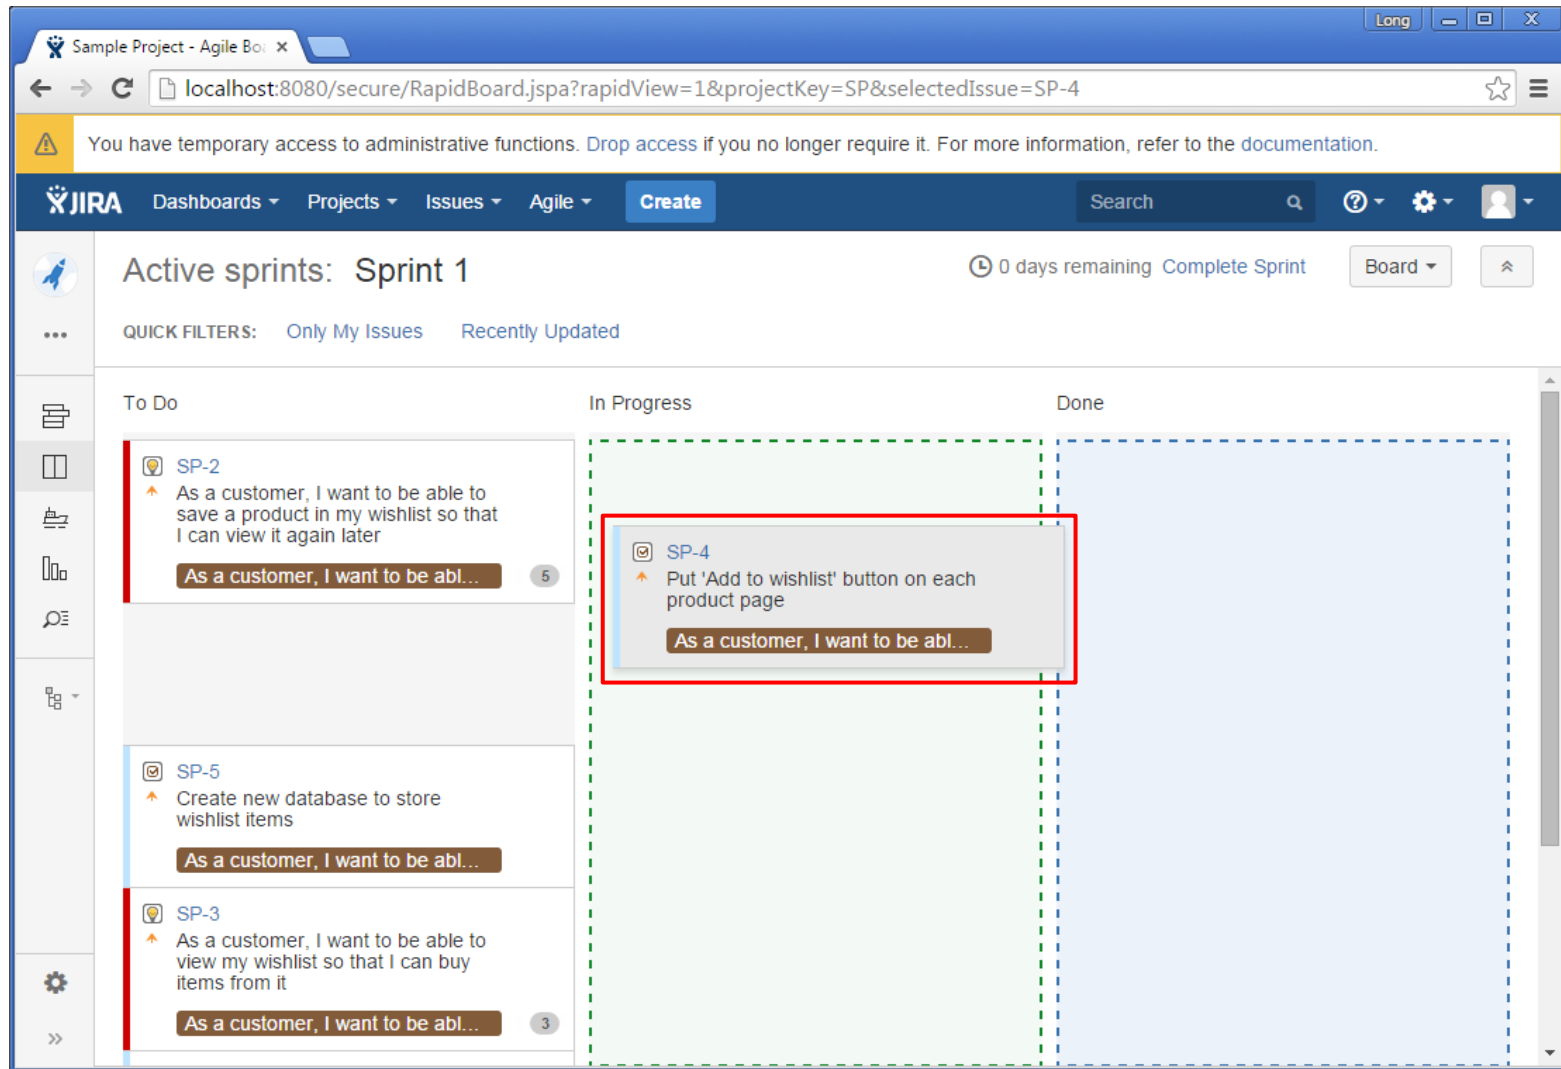 Long
Sample Project - Agile Bo
localhost:8080/secure/RapidBoard.jspa?rapidView=1&projectKey=SP&selectedIssue=SP-4
You have temporary access to administrative functions. Drop access if you no longer require it. For more information, refer to the documentation.
JIRA Dashboards Projects Issues Agile Create Search
Active sprints: Sprint 1 0 days remaining Complete Sprint Board
QUICK FILTERS: Only My Issues Recently Updated
To Do In Progress Done
SP-2
As a customer, I want to be able to
save a product in my wishlist so that
I can view it again later
As a customer, I want to be abl... 5
SP-4
Put 'Add to wishlist' button on each
product page
As a customer, I want to be abl...
SP-5
Create new database to store
wishlist items
As a customer, I want to be abl...
SP-3
As a customer, I want to be able to
view my wishlist so that I can buy
items from it
As a customer, I want to be abl... 3